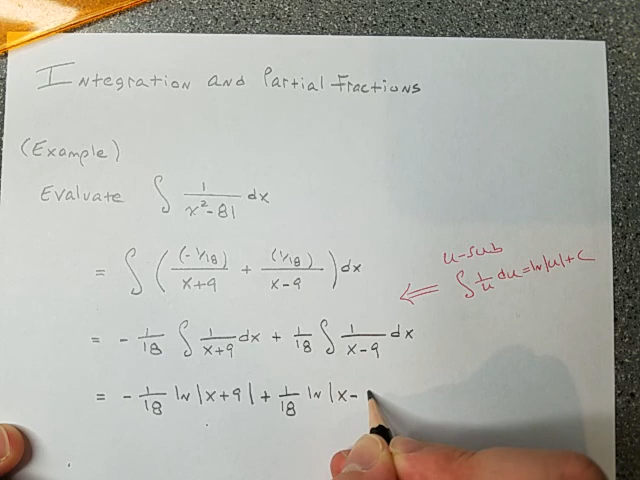 Integration and Partial Fractions
(Example)
Evaluate ∫ 1/(x²-81) dx
= ∫ ( (-1/18)/(x+9) + (1/18)/(x-9) ) dx
u-sub
⇐ ∫ 1/u du = ln|u| + C
= - 1/18 ∫ 1/(x+9) dx + 1/18 ∫ 1/(x-9) dx
= - 1/18 ln|x+9| + 1/18 ln|x-